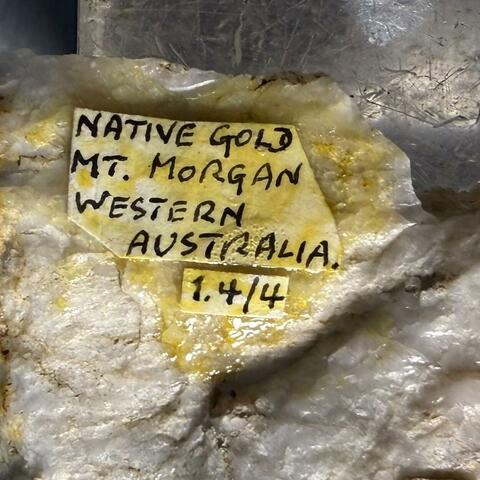 NATIVE GOLD
MT. MORGAN
WESTERN
AUSTRALIA.
1.4/4